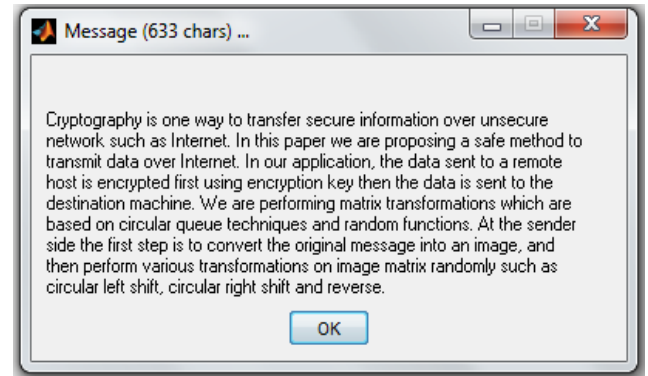 Message (633 chars) ...
Cryptography is one way to transfer secure information over unsecure
network such as Internet. In this paper we are proposing a safe method to
transmit data over Internet. In our application, the data sent to a remote
host is encrypted first using encryption key then the data is sent to the
destination machine. We are performing matrix transformations which are
based on circular queue techniques and random functions. At the sender
side the first step is to convert the original message into an image, and
then perform various transformations on image matrix randomly such as
circular left shift, circular right shift and reverse.
OK